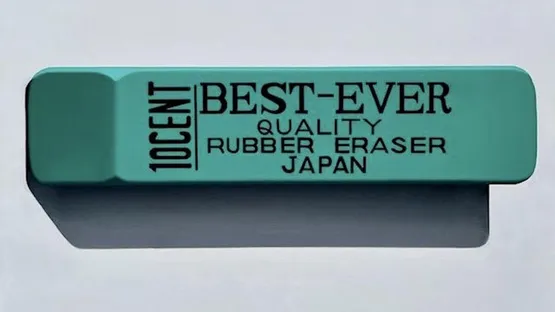 10CENT
BEST-EVER
QUALITY
RUBBER ERASER
JAPAN